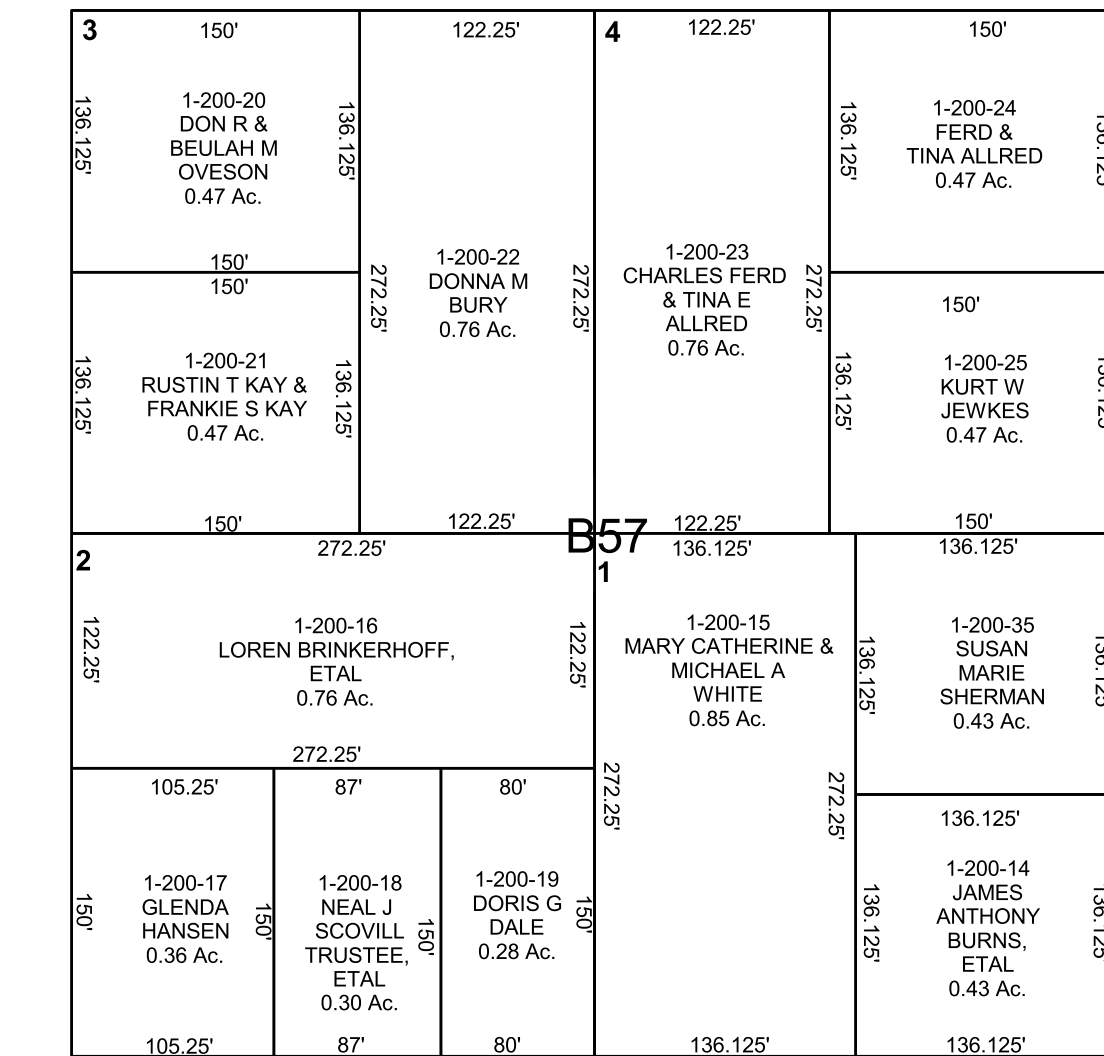 3
150'
122.25'
4
122.25'
150'
136.125'
1-200-20
DON R &
BEULAH M
OVESON
0.47 Ac.
136.125'
150'
1-200-22
DONNA M
BURY
0.76 Ac.
272.25'
272.25'
1-200-23
CHARLES FERD
& TINA E
ALLRED
0.76 Ac.
272.25'
136.125'
1-200-24
FERD &
TINA ALLRED
0.47 Ac.
136.125
150'
136.125'
1-200-21
RUSTIN T KAY &
FRANKIE S KAY
0.47 Ac.
136.125'
150'
122.25'
122.25'
150'
136.125'
1-200-25
KURT W
JEWKES
0.47 Ac.
136.125
150'
B57
2
272.25'
122.25'
1-200-16
LOREN BRINKERHOFF,
ETAL
0.76 Ac.
122.25'
272.25'
1
136.125'
1-200-15
MARY CATHERINE &
MICHAEL A
WHITE
0.85 Ac.
272.25'
272.25'
136.125'
136.125'
136.125'
1-200-35
SUSAN
MARIE
SHERMAN
0.43 Ac.
136.125
105.25'
150'
1-200-17
GLENDA
HANSEN
0.36 Ac.
150'
105.25'
87'
1-200-18
NEAL J
SCOVILL
TRUSTEE,
ETAL
0.30 Ac.
150'
87'
80'
1-200-19
DORIS G
DALE
0.28 Ac.
150'
80'
136.125'
136.125'
1-200-14
JAMES
ANTHONY
BURNS,
ETAL
0.43 Ac.
136.125
136.125'